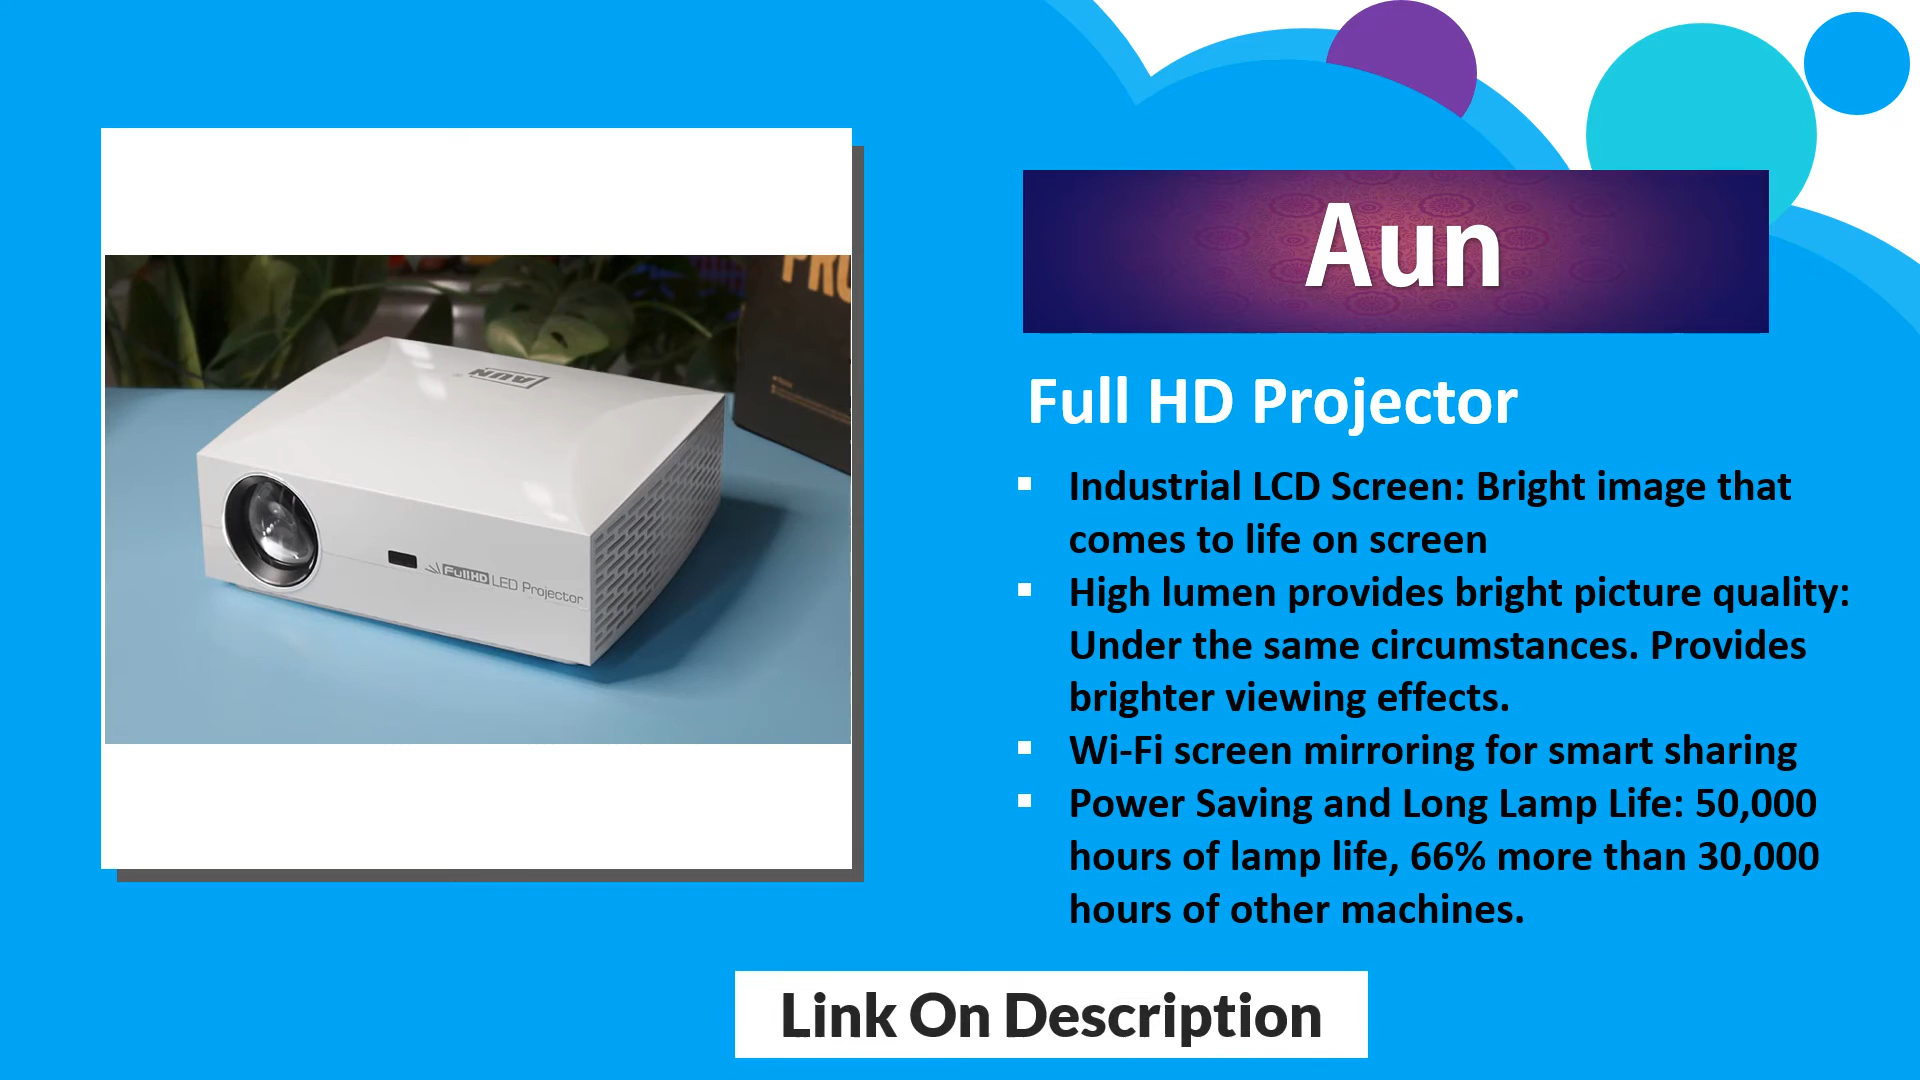 Aun
Full HD Projector
Industrial LCD Screen: Bright image that
comes to life on screen
High lumen provides bright picture quality:
Under the same circumstances. Provides
brighter viewing effects.
Wi-Fi screen mirroring for smart sharing
Power Saving and Long Lamp Life: 50,000
hours of lamp life, 66% more than 30,000
hours of other machines.
Link On Description
AUN
FullHD LED Projector